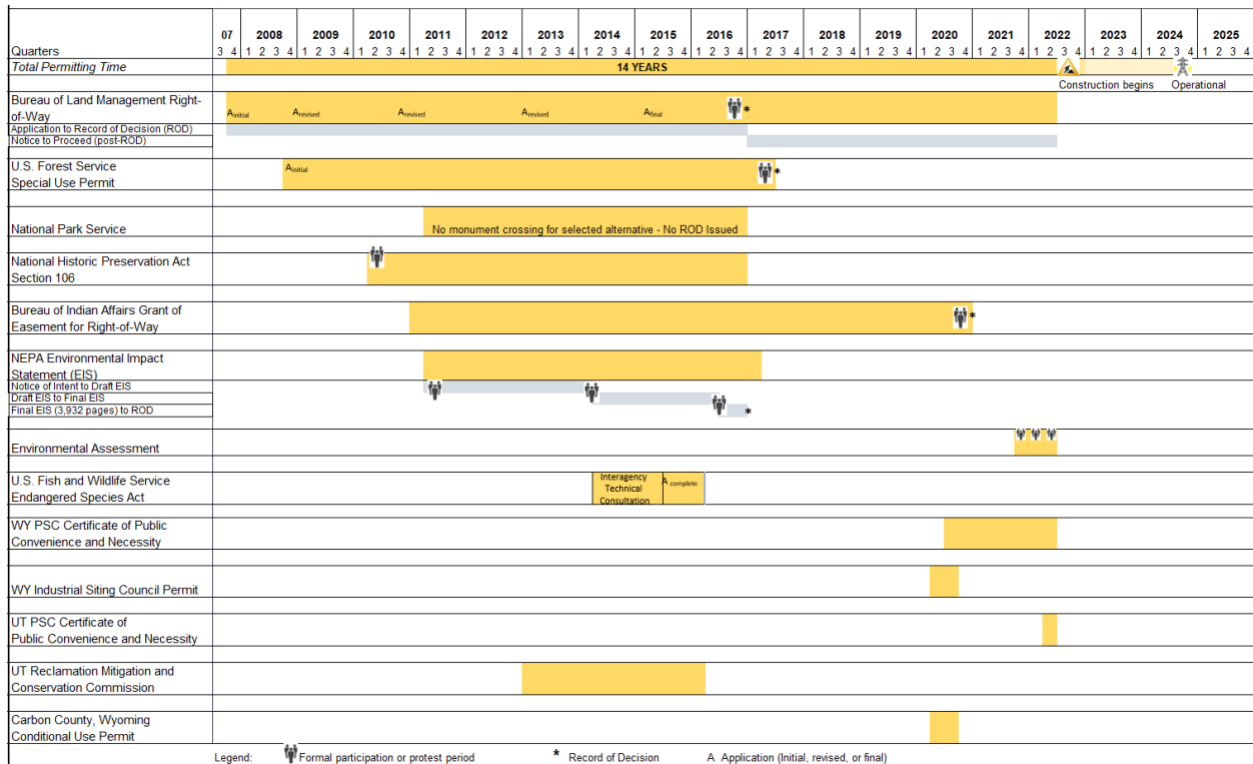 07 2008 2009 2010 2011 2012 2013 2014 2015 2016 2017 2018 2019 2020 2021 2022 2023 2024 2025
Quarters 3 4 1 2 3 4 1 2 3 4 1 2 3 4 1 2 3 4 1 2 3 4 1 2 3 4 1 2 3 4 1 2 3 4 1 2 3 4 1 2 3 4 1 2 3 4 1 2 3 4 1 2 3 4 1 2 3 4 1 2 3 4 1 2 3 4 1 2 3 4 1 2 3 4
Total Permitting Time 14 YEARS
Construction begins Operational
Bureau of Land Management Right-
of-Way Ainitial Arevised Arevised Arevised Afinal *
Application to Record of Decision (ROD)
Notice to Proceed (post-ROD)
U.S. Forest Service Ainitial
Special Use Permit *
National Park Service No monument crossing for selected alternative - No ROD Issued
National Historic Preservation Act
Section 106
Bureau of Indian Affairs Grant of
Easement for Right-of-Way *
NEPA Environmental Impact
Statement (EIS)
Notice of Intent to Draft EIS
Draft EIS to Final EIS
Final EIS (3,932 pages) to ROD *
Environmental Assessment
U.S. Fish and Wildlife Service
Endangered Species Act
Interagency
Technical
Consultation
A complete
WY PSC Certificate of Public
Convenience and Necessity
WY Industrial Siting Council Permit
UT PSC Certificate of
Public Convenience and Necessity
UT Reclamation Mitigation and
Conservation Commission
Carbon County, Wyoming
Conditional Use Permit
Legend: Formal participation or protest period * Record of Decision A Application (Initial, revised, or final)